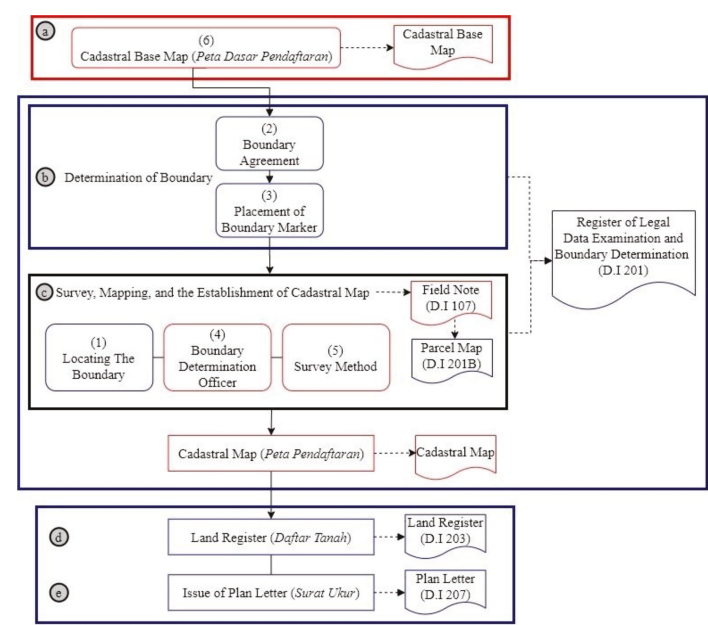 a
(6)
Cadastral Base Map (Peta Dasar Pendaftaran)
Cadastral Base
Map
b
Determination of Boundary
(2)
Boundary
Agreement
(3)
Placement of
Boundary Marker
Register of Legal
Data Examination and
Boundary Determination
(D.I 201)
c
Survey, Mapping, and the Establishment of Cadastral Map
Field Note
(D.I 107)
Parcel Map
(D.I 201B)
(1)
Locating The
Boundary
(4)
Boundary
Determination
Officer
(5)
Survey Method
Cadastral Map (Peta Pendaftaran)
Cadastral Map
d
Land Register (Daftar Tanah)
Land Register
(D.I 203)
e
Issue of Plan Letter (Surat Ukur)
Plan Letter
(D.I 207)